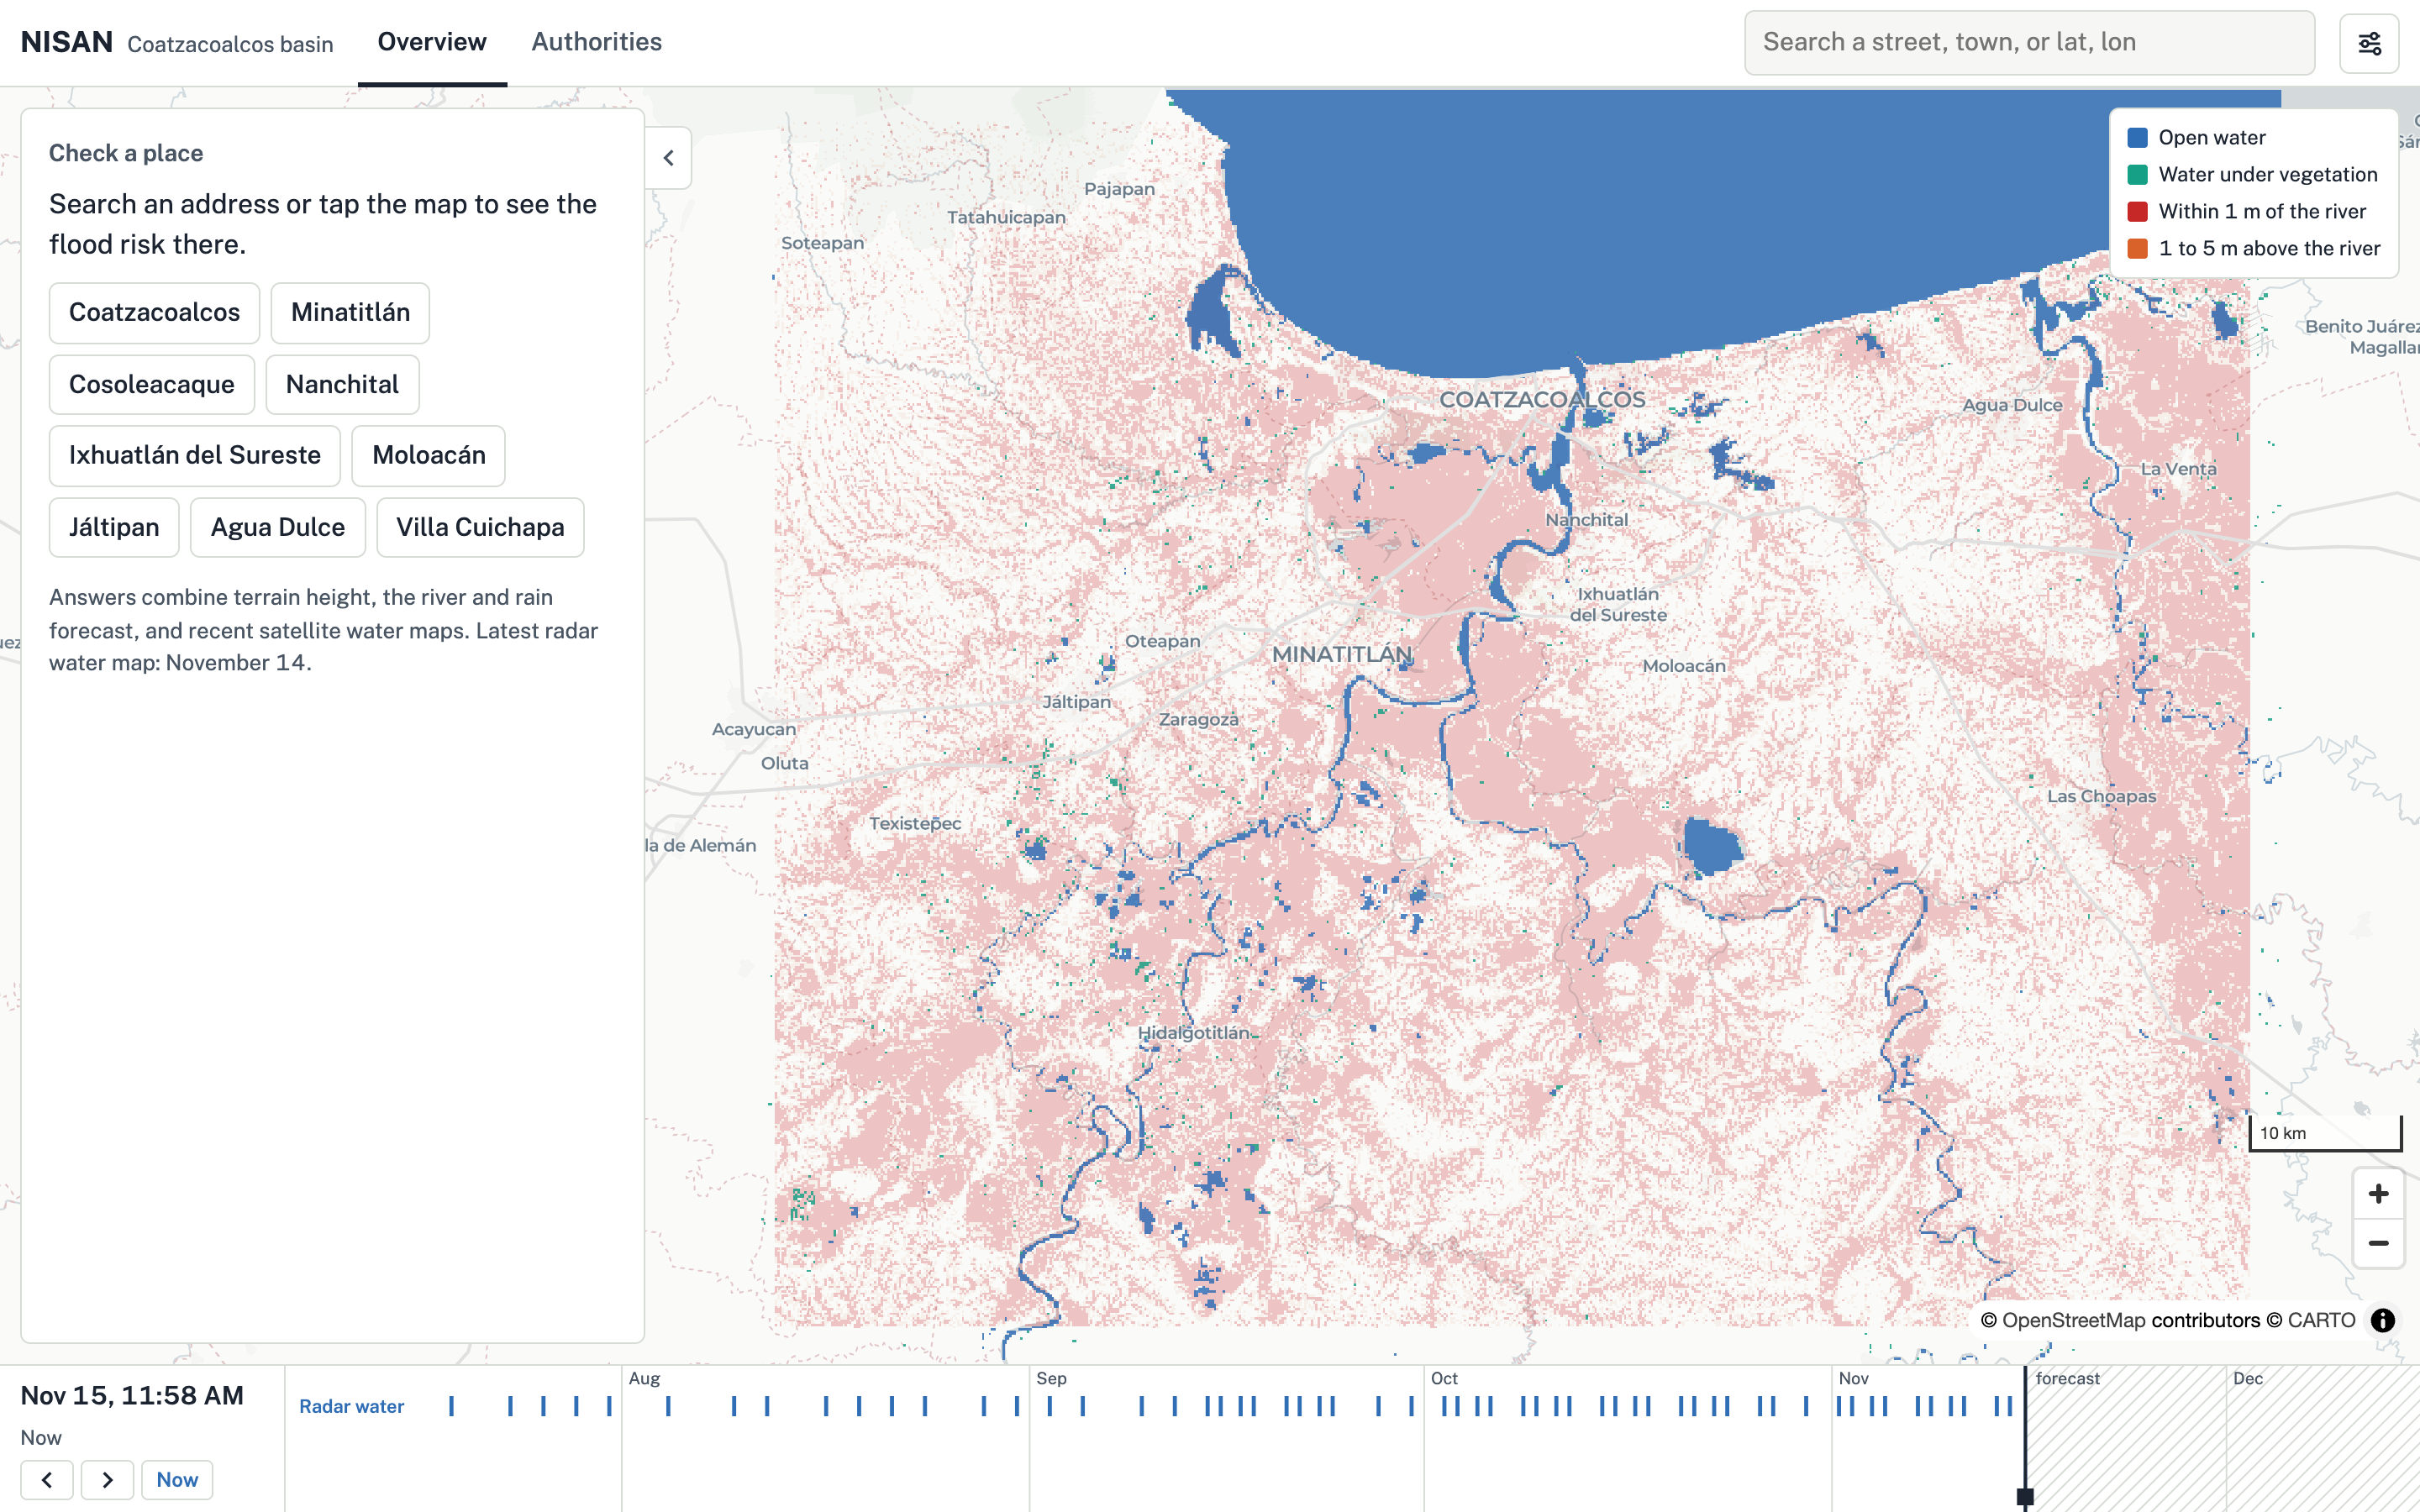 NISAN Coatzacoalcos basin Overview Authorities Search a street, town, or lat, lon
Check a place
Search an address or tap the map to see the
flood risk there.
Coatzacoalcos Minatitlán
Cosoleacaque Nanchital
Ixhuatlán del Sureste Moloacán
Jáltipan Agua Dulce Villa Cuichapa
Answers combine terrain height, the river and rain
forecast, and recent satellite water maps. Latest radar
water map: November 14.
Open water
Water under vegetation
Within 1 m of the river
1 to 5 m above the river
Pajapan
Tatahuicapan
Soteapan
Benito Juárez
COATZACOALCOS
Agua Dulce
La Venta
Nanchital
Ixhuatlán
del Sureste
Oteapan
MINATITLÁN
Moloacán
Jáltipan
Zaragoza
Acayucan
Oluta
Las Choapas
Texistepec
la de Alemán
Hidalgotitlán
10 km
+
−
© OpenStreetMap contributors © CARTO
Nov 15, 11:58 AM
Now
Now
Radar water
Aug
Sep
Oct
Nov
forecast
Dec